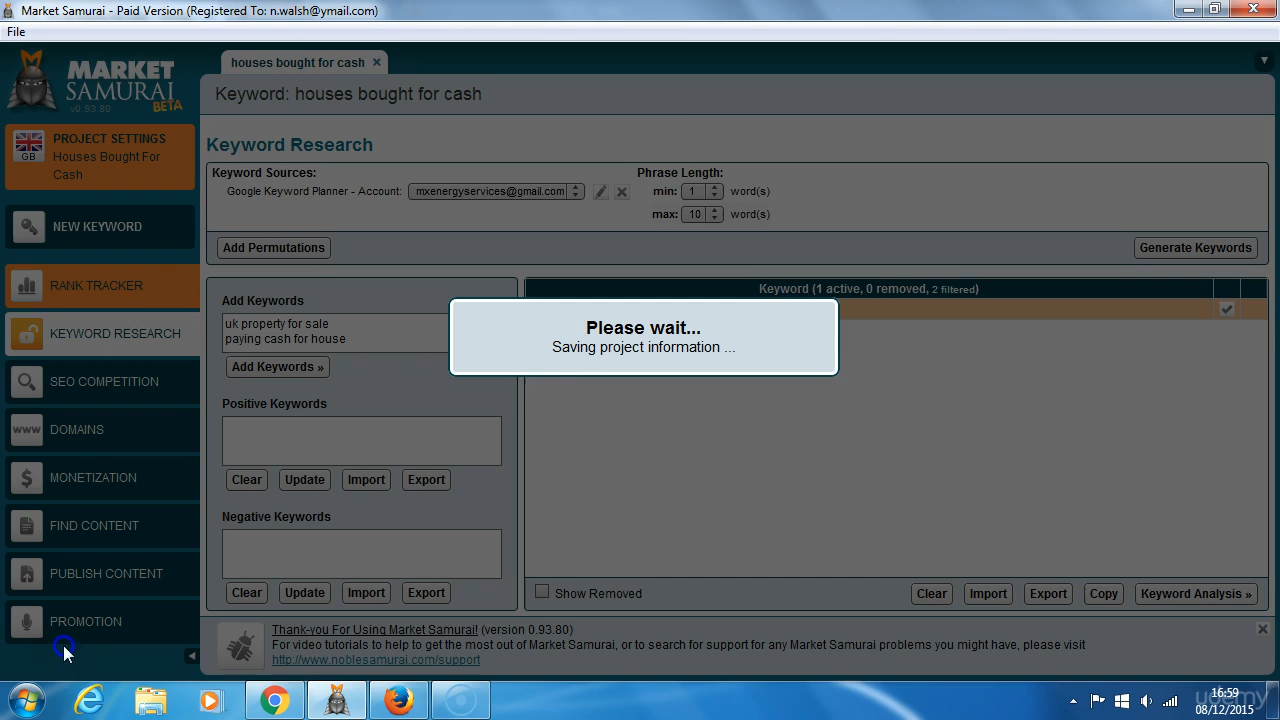 Market Samurai - Paid Version (Registered To: n.walsh@ymail.com)
File
MARKET
SAMURAI
v0.93.80 BETA
houses bought for cash
Keyword: houses bought for cash
PROJECT SETTINGS
Houses Bought For
Cash
GB
NEW KEYWORD
RANK TRACKER
KEYWORD RESEARCH
SEO COMPETITION
www DOMAINS
$ MONETIZATION
FIND CONTENT
PUBLISH CONTENT
PROMOTION
Keyword Research
Keyword Sources:
Google Keyword Planner - Account: mxenergyservices@gmail.com
Phrase Length:
min: 1 word(s)
max: 10 word(s)
Add Permutations
Generate Keywords
Add Keywords
uk property for sale
paying cash for house
Add Keywords »
Positive Keywords
Clear Update Import Export
Negative Keywords
Clear Update Import Export
Keyword (1 active, 0 removed, 2 filtered)
Please wait...
Saving project information ...
Show Removed
Clear Import Export Copy Keyword Analysis »
Thank-you For Using Market Samurai! (version 0.93.80)
For video tutorials to help to get the most out of Market Samurai, or to search for support for any Market Samurai problems you might have, please visit
http://www.noblesamurai.com/support
16:59
08/12/2015
udemy